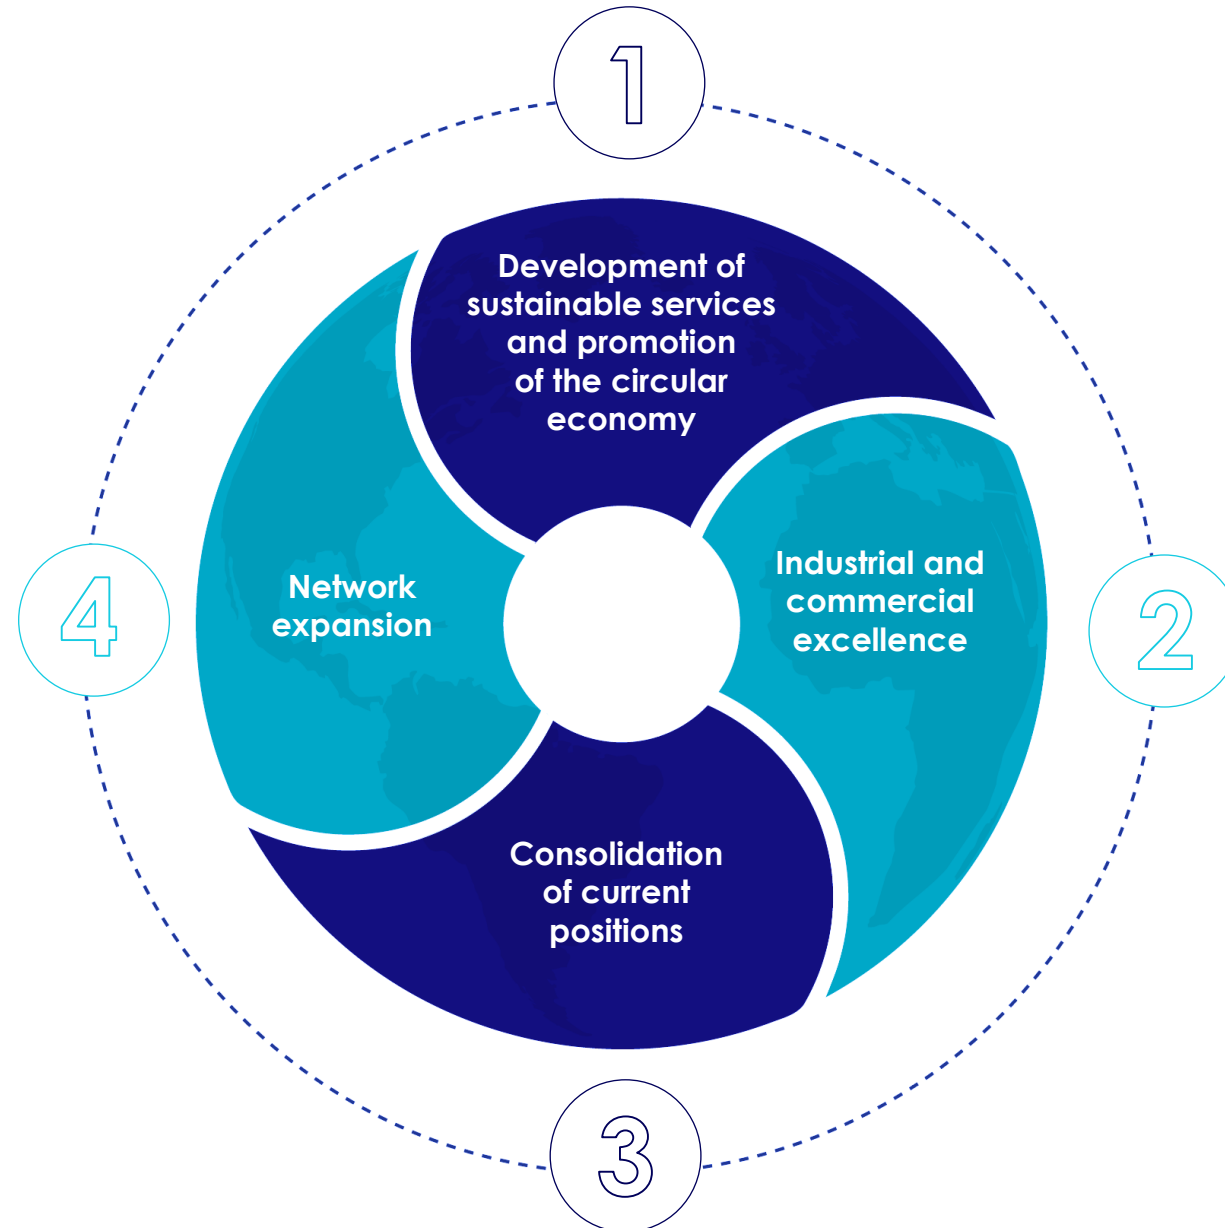 1
Development of
sustainable services
and promotion
of the circular
economy
2
Industrial and
commercial
excellence
3
Consolidation
of current
positions
4
Network
expansion